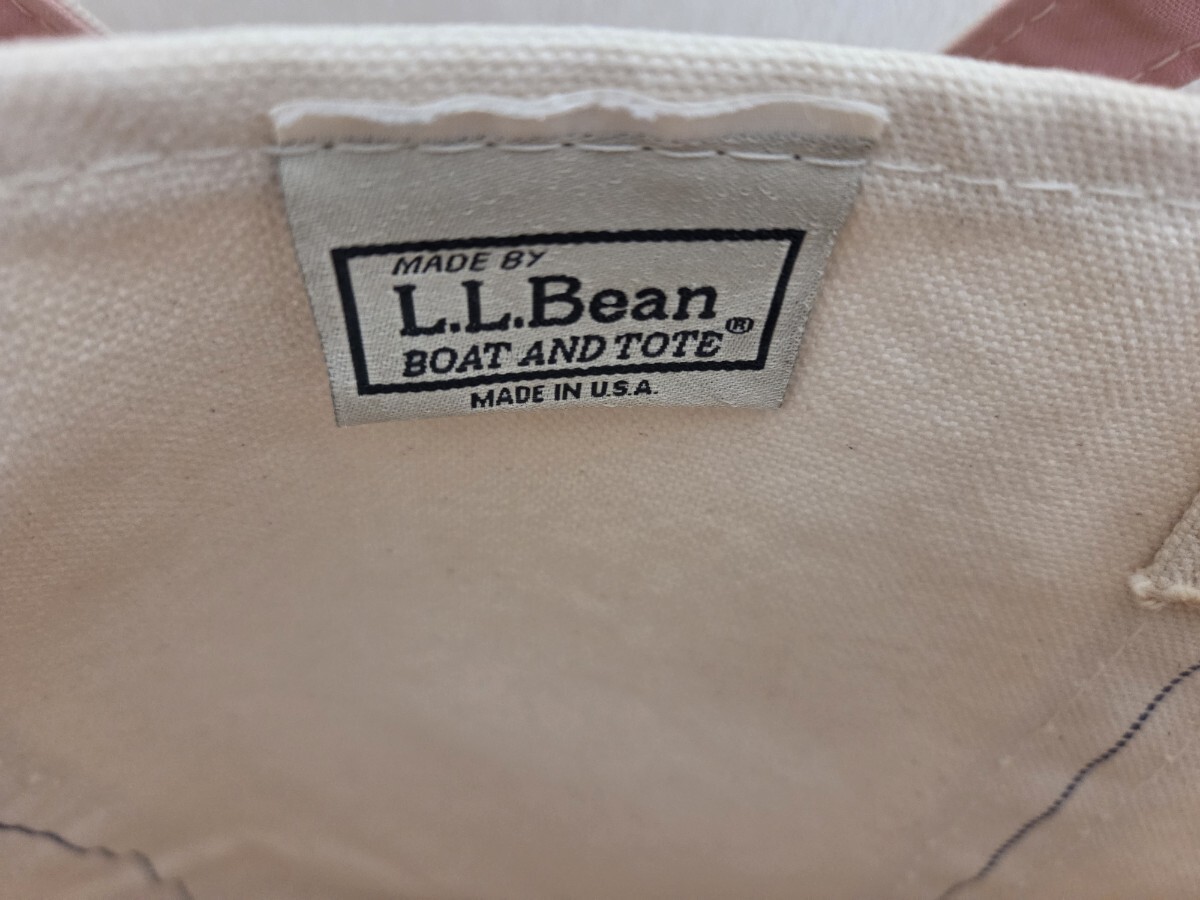 MADE BY
L.L.Bean
BOAT AND TOTE®
MADE IN U.S.A.